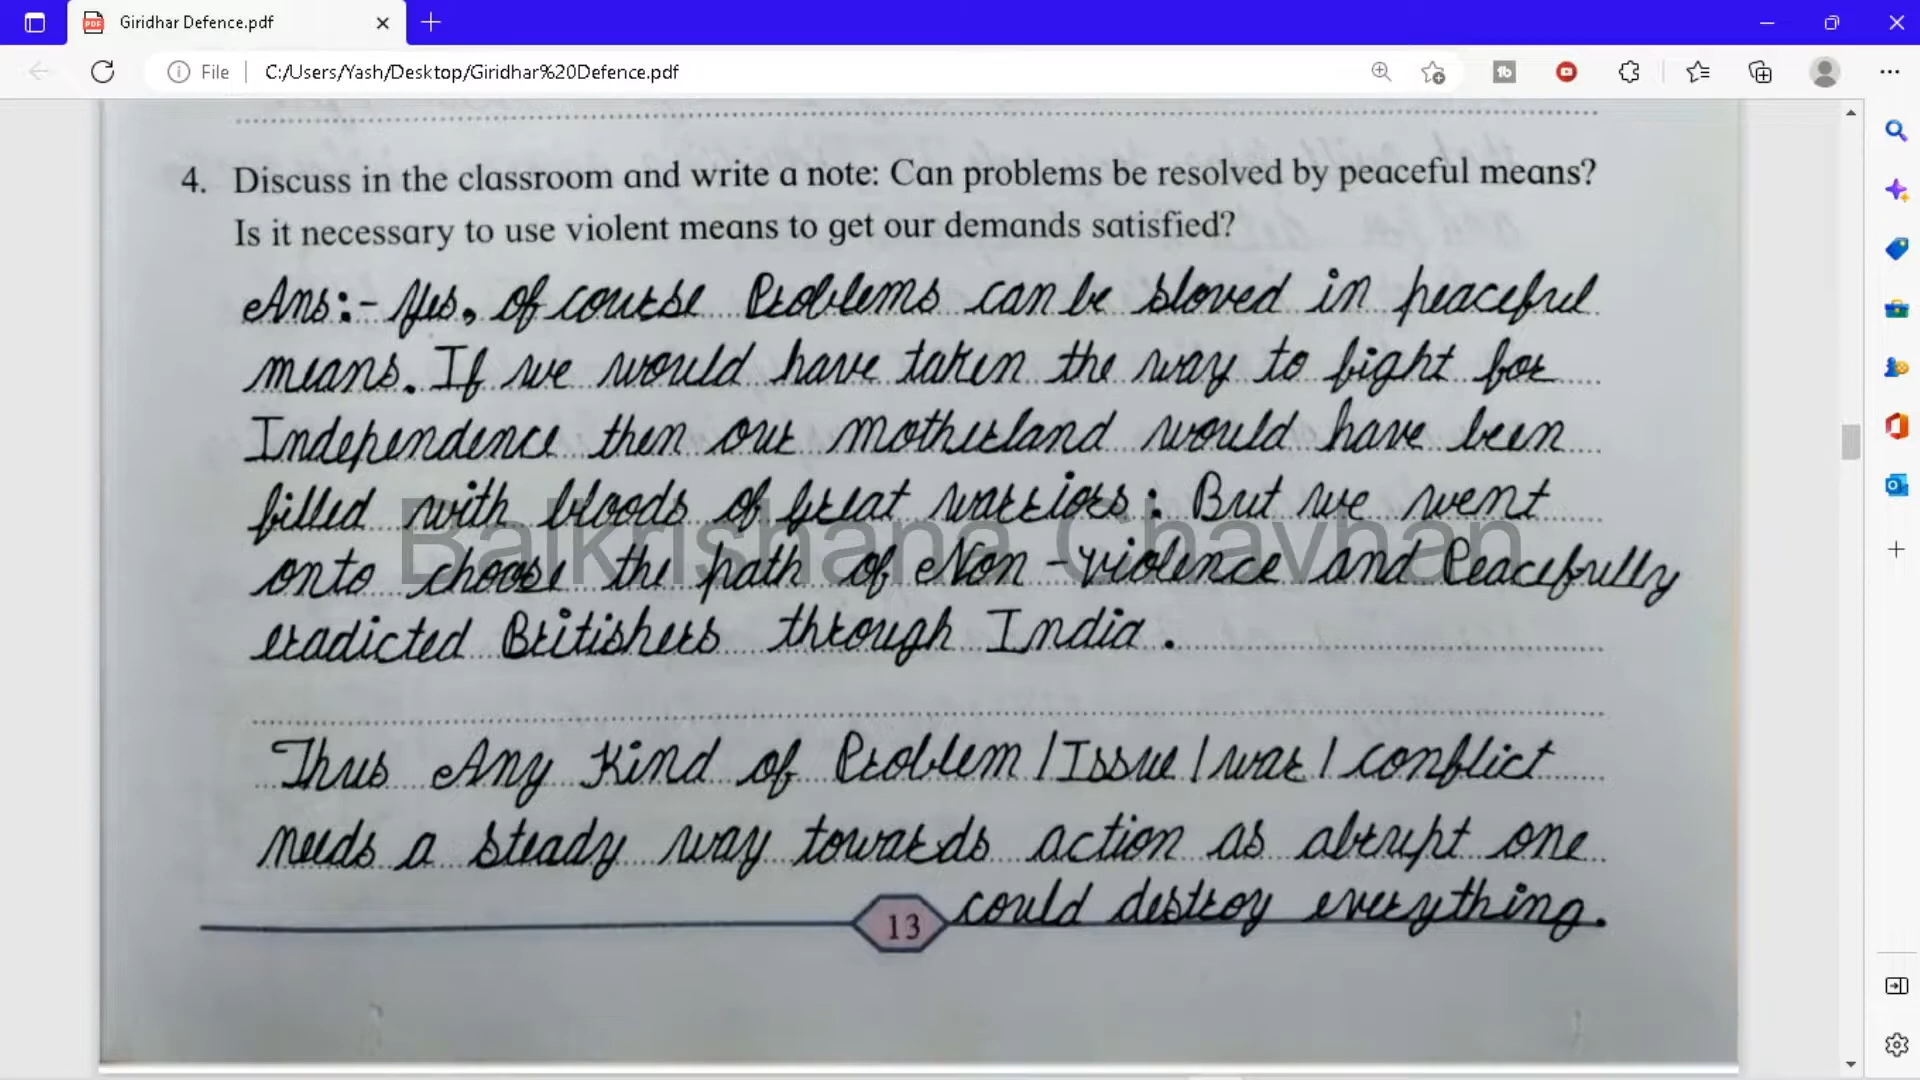 Giridhar Defence.pdf
File
C:/Users/Yash/Desktop/Giridhar%20Defence.pdf
4. Discuss in the classroom and write a note: Can problems be resolved by peaceful means?
Is it necessary to use violent means to get our demands satisfied?
Ans:- Yes, of course Problems can be sloved in peaceful
means. If we would have taken the way to fight for
Independence then our motherland would have been
filled with bloods of great warriors: But we went
onto choose the path of Non-violence and Peacefully
eradicted Britishers through India.
Balkrishana Chavhan
Thus Any Kind of Problem/Issue/war/conflict
needs a steady way towards action as abrupt one
could destroy everything.
13